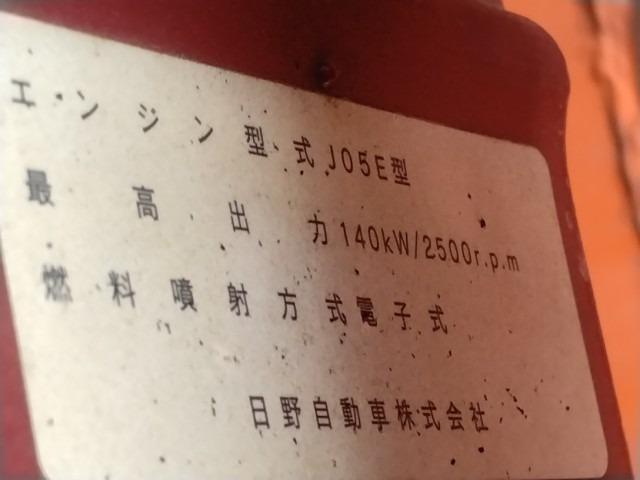 エンジン型式 J05E型
最高出力 140kW/2500r.p.m
燃料噴射方式 電子式
日野自動車株式会社